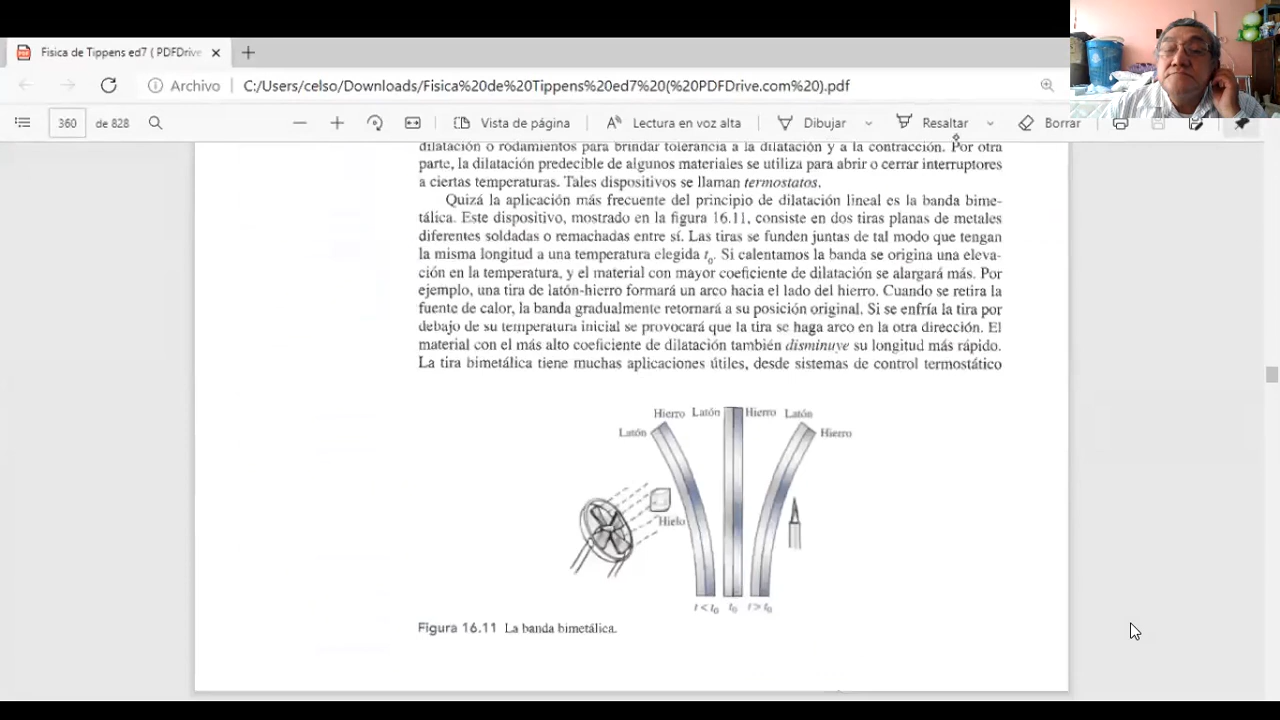 Fisica de Tippens ed7 ( PDFDrive
Archivo
C:/Users/celso/Downloads/Fisica%20de%20Tippens%20ed7%20(%20PDFDrive.com%20).pdf
360 de 828
Vista de página
Lectura en voz alta
Dibujar
Resaltar
Borrar
dilatación o rodamientos para brindar tolerancia a la dilatación y a la contracción. Por otra
parte, la dilatación predecible de algunos materiales se utiliza para abrir o cerrar interruptores
a ciertas temperaturas. Tales dispositivos se llaman termostatos.
Quizá la aplicación más frecuente del principio de dilatación lineal es la banda bime-
tálica. Este dispositivo, mostrado en la figura 16.11, consiste en dos tiras planas de metales
diferentes soldadas o remachadas entre sí. Las tiras se funden juntas de tal modo que tengan
la misma longitud a una temperatura elegida t₀. Si calentamos la banda se origina una eleva-
ción en la temperatura, y el material con mayor coeficiente de dilatación se alargará más. Por
ejemplo, una tira de latón-hierro formará un arco hacia el lado del hierro. Cuando se retira la
fuente de calor, la banda gradualmente retornará a su posición original. Si se enfría la tira por
debajo de su temperatura inicial se provocará que la tira se haga arco en la otra dirección. El
material con el más alto coeficiente de dilatación también disminuye su longitud más rápido.
La tira bimetálica tiene muchas aplicaciones útiles, desde sistemas de control termostático
Hierro Latón Hierro Latón
Latón Hierro
Hielo
t < t₀ t₀ t > t₀
Figura 16.11 La banda bimetálica.